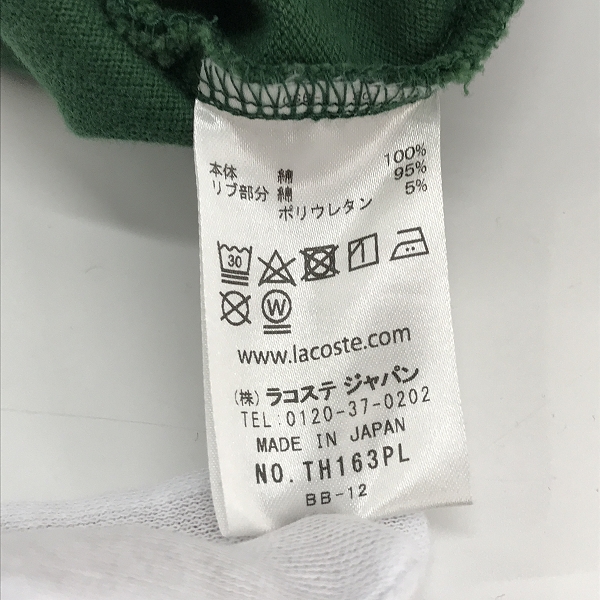 本体 綿 100%
リブ部分 綿 95%
ポリウレタン 5%
30
W
www.lacoste.com
(株) ラコステ ジャパン
TEL:0120-37-0202
MADE IN JAPAN
NO. TH163PL
BB-12